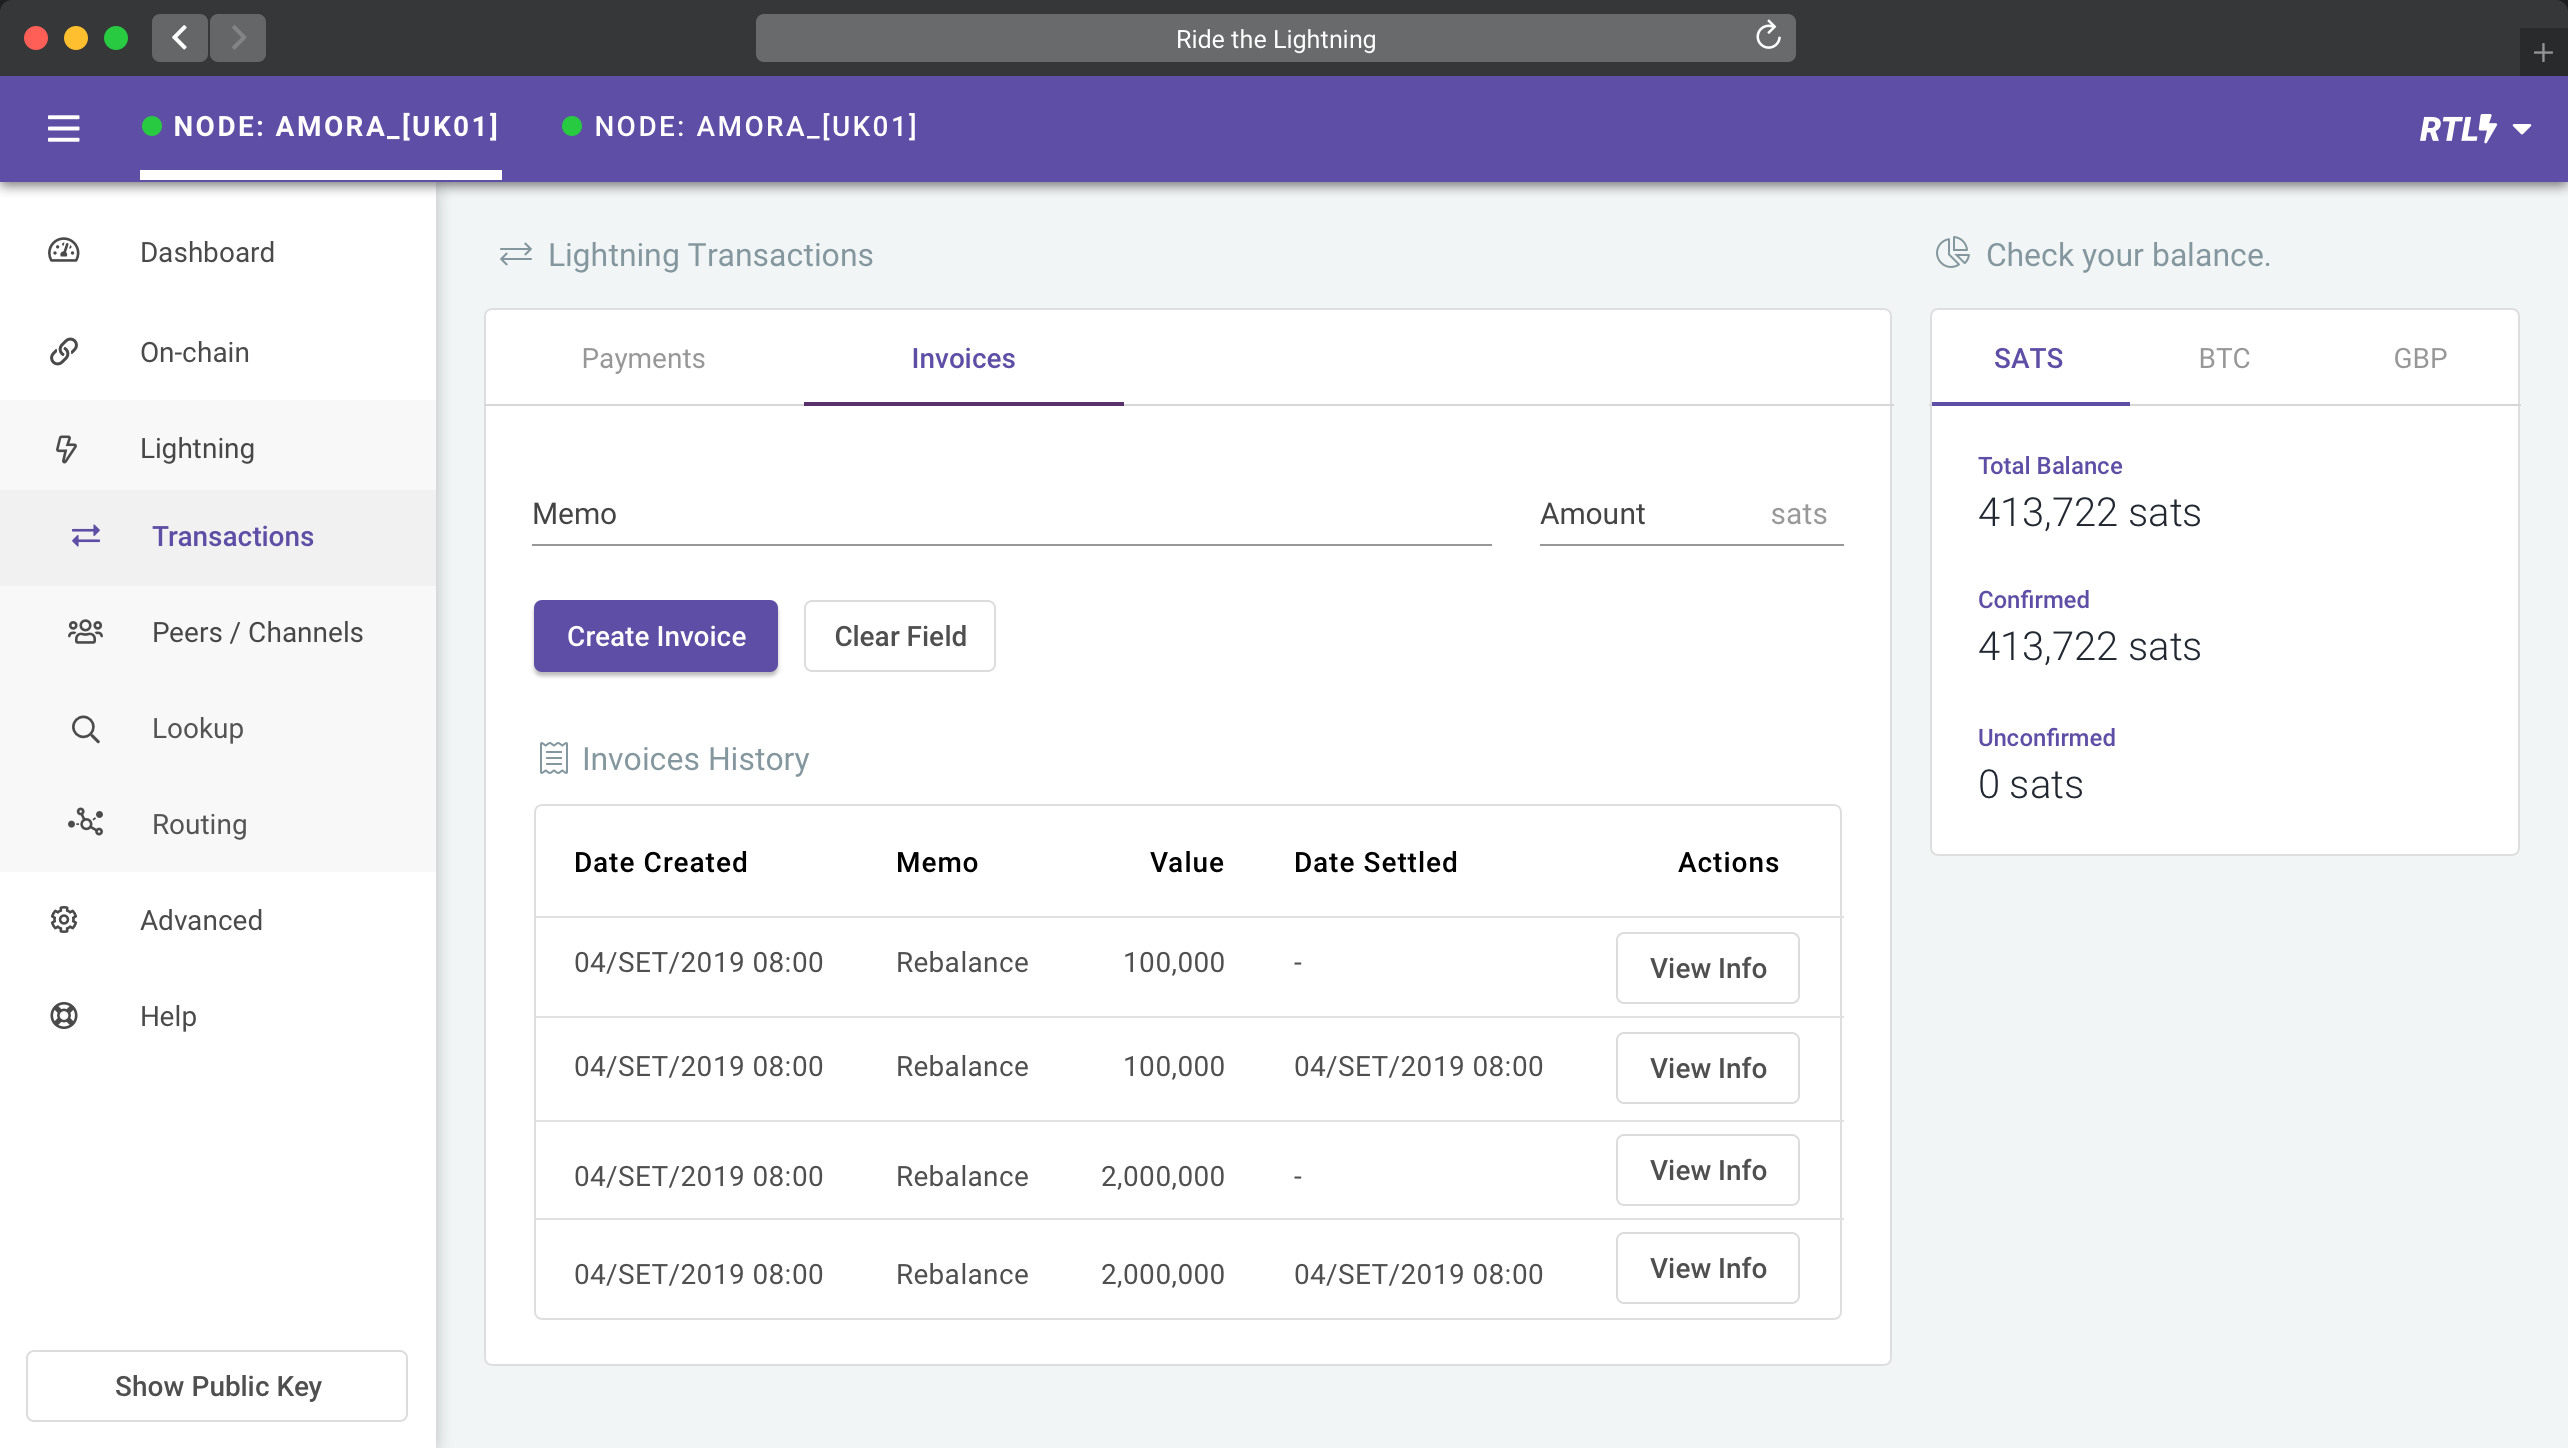 Ride the Lightning
NODE: AMORA_[UK01]
NODE: AMORA_[UK01]
RTL
Dashboard
On-chain
Lightning
Transactions
Peers / Channels
Lookup
Routing
Advanced
Help
Show Public Key
Lightning Transactions
Payments
Invoices
Memo
Amount
sats
Create Invoice
Clear Field
Invoices History
Date Created Memo Value Date Settled Actions
04/SET/2019 08:00 Rebalance 100,000 - View Info
04/SET/2019 08:00 Rebalance 100,000 04/SET/2019 08:00 View Info
04/SET/2019 08:00 Rebalance 2,000,000 - View Info
04/SET/2019 08:00 Rebalance 2,000,000 04/SET/2019 08:00 View Info
Check your balance.
SATS
BTC
GBP
Total Balance
413,722 sats
Confirmed
413,722 sats
Unconfirmed
0 sats